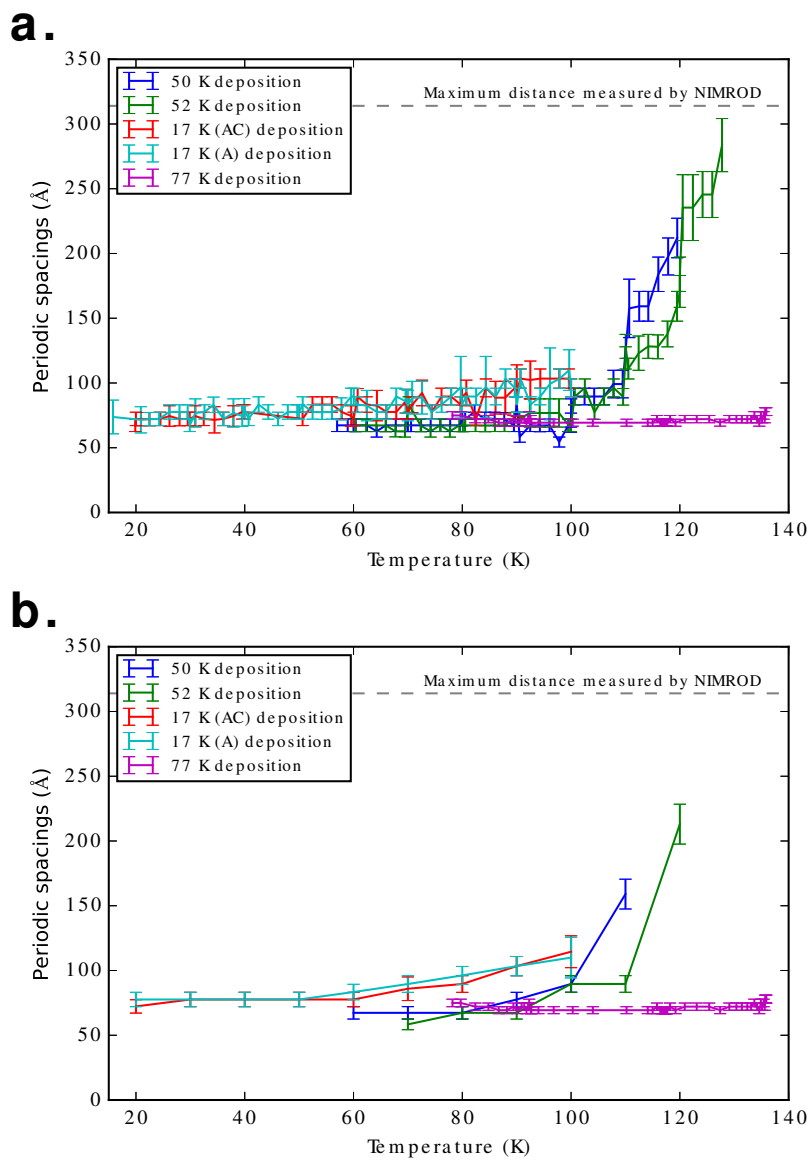 a.
350
300
250
200
150
100
50
0
Periodic spacings (Å)
50 K deposition
52 K deposition
17 K (AC) deposition
17 K (A) deposition
77 K deposition
Maximum distance measured by NIMROD
20 40 60 80 100 120 140
Temperature (K)
b.
350
300
250
200
150
100
50
0
Periodic spacings (Å)
50 K deposition
52 K deposition
17 K (AC) deposition
17 K (A) deposition
77 K deposition
Maximum distance measured by NIMROD
20 40 60 80 100 120 140
Temperature (K)